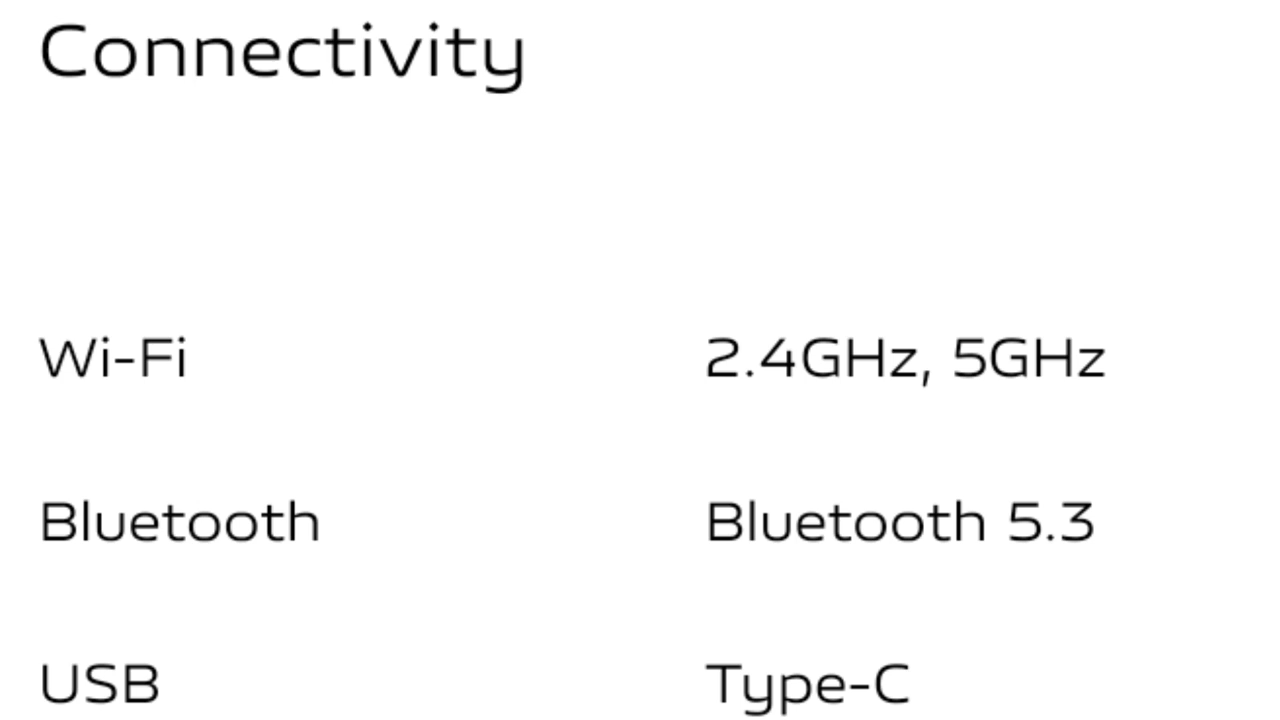 Connectivity
Wi-Fi 2.4GHz, 5GHz
Bluetooth Bluetooth 5.3
USB Type-C